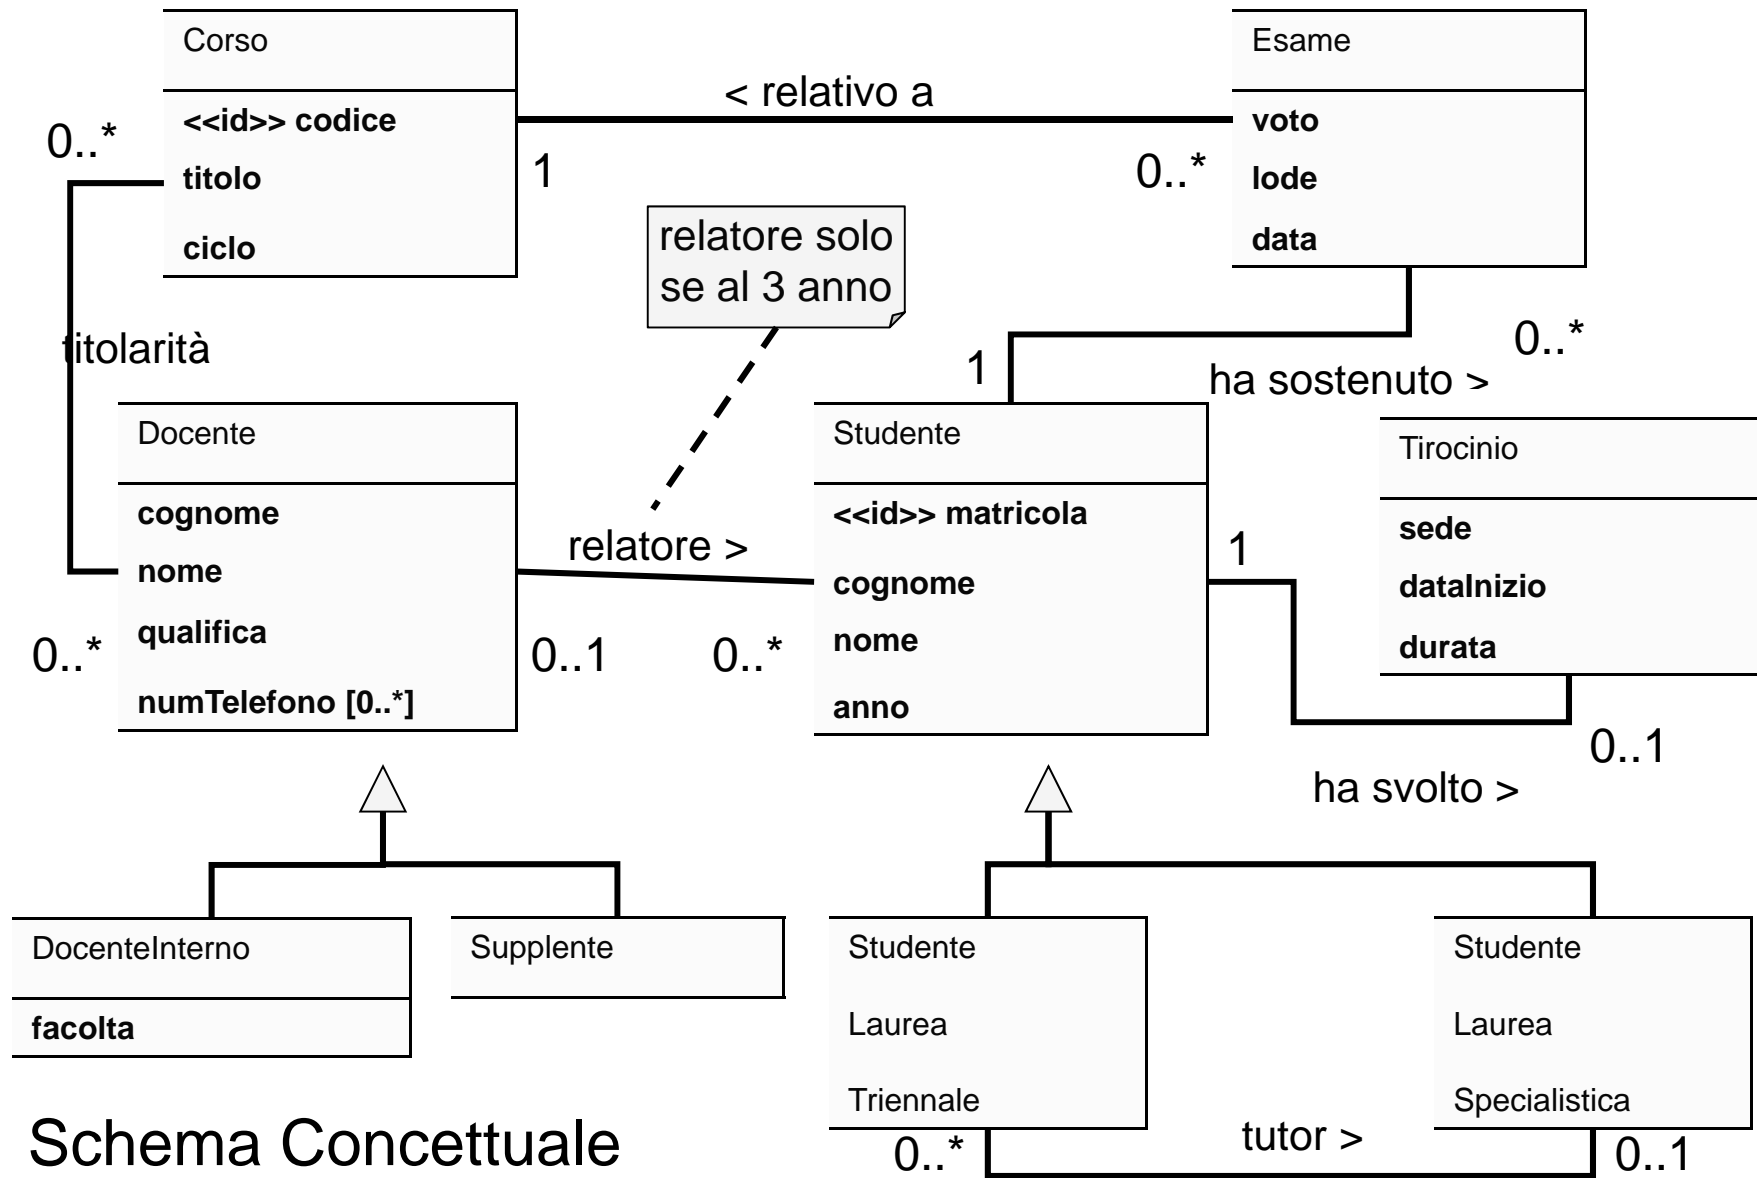 Corso
<<id>> codice
titolo
ciclo
Esame
voto
lode
data
< relativo a
0..*
1
0..*
relatore solo
se al 3 anno
titolarità
1
0..*
ha sostenuto >
Docente
cognome
nome
qualifica
numTelefono [0..*]
Studente
<<id>> matricola
cognome
nome
anno
Tirocinio
sede
dataInizio
durata
relatore >
1
0..*
0..1
0..*
0..1
ha svolto >
DocenteInterno
facolta
Supplente
Studente
Laurea
Triennale
Studente
Laurea
Specialistica
Schema Concettuale
0..*
tutor >
0..1